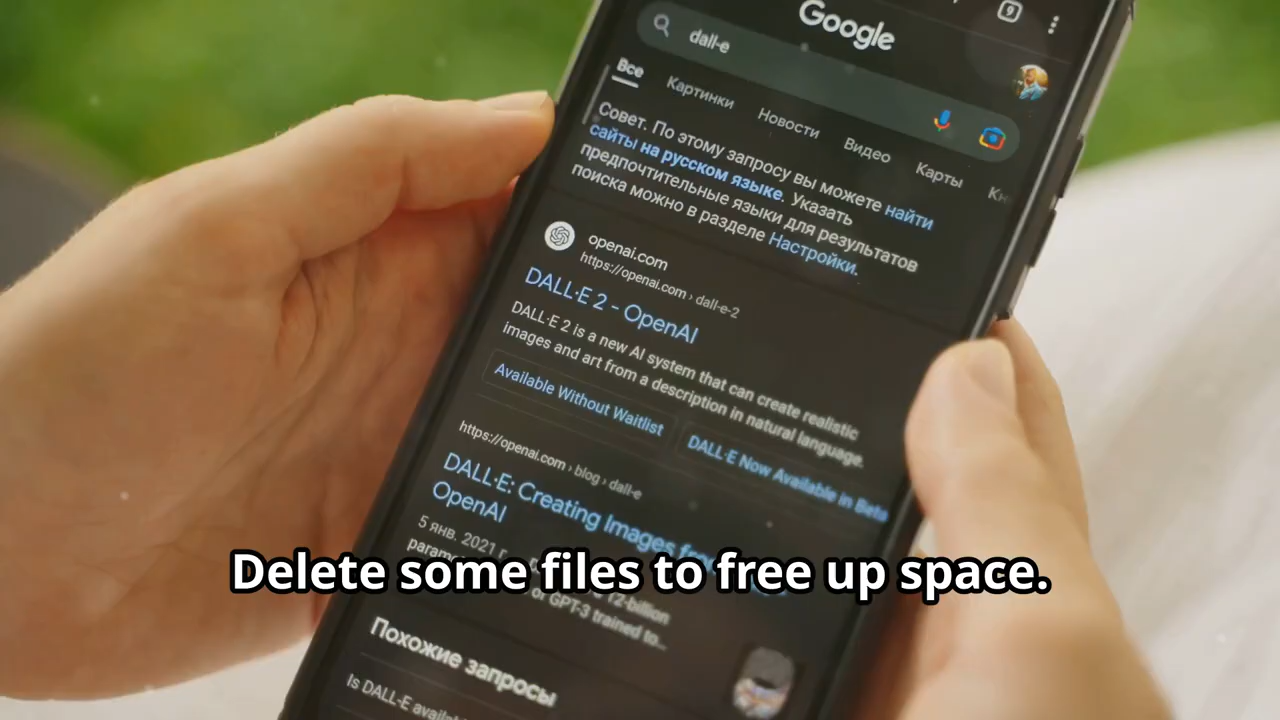 9
Google
dall-e
Все Картинки Новости Видео Карты
Совет. По этому запросу вы можете найти
сайты на русском языке. Указать
предпочтительные языки для результатов
поиска можно в разделе Настройки.
openai.com
https://openai.com › dall-e-2
DALL·E 2 - OpenAI
DALL·E 2 is a new AI system that can create realistic
images and art from a description in natural language.
Available Without Waitlist DALL·E Now Available in Beta
https://openai.com › blog › dall-e
DALL·E: Creating Images from
OpenAI
5 янв. 2021 г.
12-billion
or GPT-3 trained to...
Delete some files to free up space.
Похожие запросы
Is DALL-E